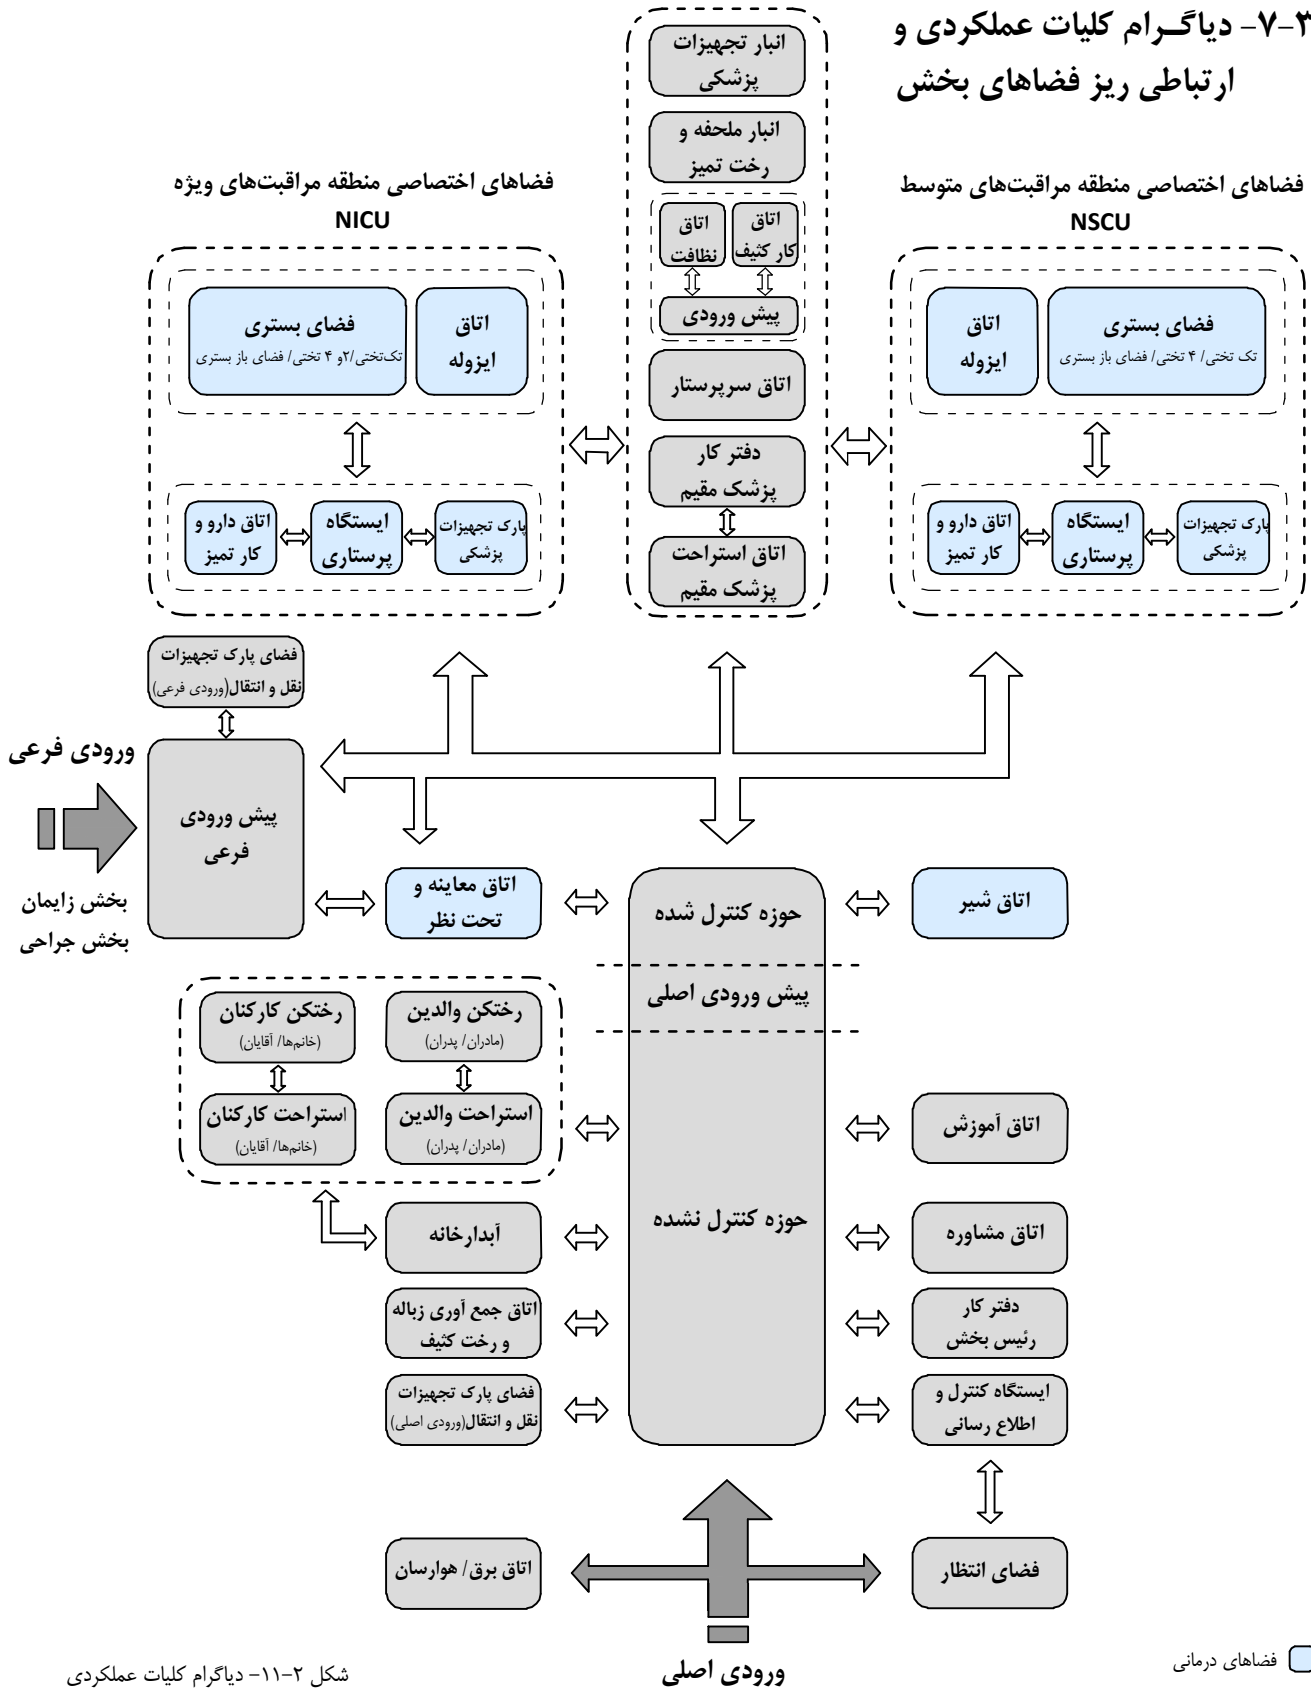 ۳-۷- دیاگـرام کلیات عملکردی و
ارتباطی ریز فضاهای بخش
انبار تجهیزات
پزشکی
انبار ملحفه و
رخت تمیز
اتاق
کار کثیف
اتاق
نظافت
پیش ورودی
اتاق سرپرستار
دفتر کار
پزشک مقیم
اتاق استراحت
پزشک مقیم
فضاهای اختصاصی منطقه مراقبت‌های متوسط
NSCU
فضای بستری
تک تختی/ ۴ تختی/ فضای باز بستری
اتاق
ایزوله
پارک تجهیزات
پزشکی
ایستگاه
پرستاری
اتاق دارو و
کار تمیز
فضاهای اختصاصی منطقه مراقبت‌های ویژه
NICU
اتاق
ایزوله
فضای بستری
تک‌تختی/۲و ۴ تختی/ فضای باز بستری
پارک تجهیزات
پزشکی
ایستگاه
پرستاری
اتاق دارو و
کار تمیز
فضای پارک تجهیزات
نقل و انتقال(ورودی فرعی)
ورودی فرعی
پیش ورودی
فرعی
بخش زایمان
بخش جراحی
اتاق شیر
حوزه کنترل شده
اتاق معاینه و
تحت نظر
پیش ورودی اصلی
رختکن والدین
(مادران/ پدران)
رختکن کارکنان
(خانم‌ها/ آقایان)
استراحت والدین
(مادران/ پدران)
استراحت کارکنان
(خانم‌ها/ آقایان)
اتاق آموزش
اتاق مشاوره
حوزه کنترل نشده
آبدارخانه
دفتر کار
رئیس بخش
اتاق جمع آوری زباله
و رخت کثیف
ایستگاه کنترل و
اطلاع رسانی
فضای پارک تجهیزات
نقل و انتقال(ورودی اصلی)
فضای انتظار
اتاق برق/ هوارسان
ورودی اصلی
فضاهای درمانی
شکل ۲-۱۱- دیاگرام کلیات عملکردی